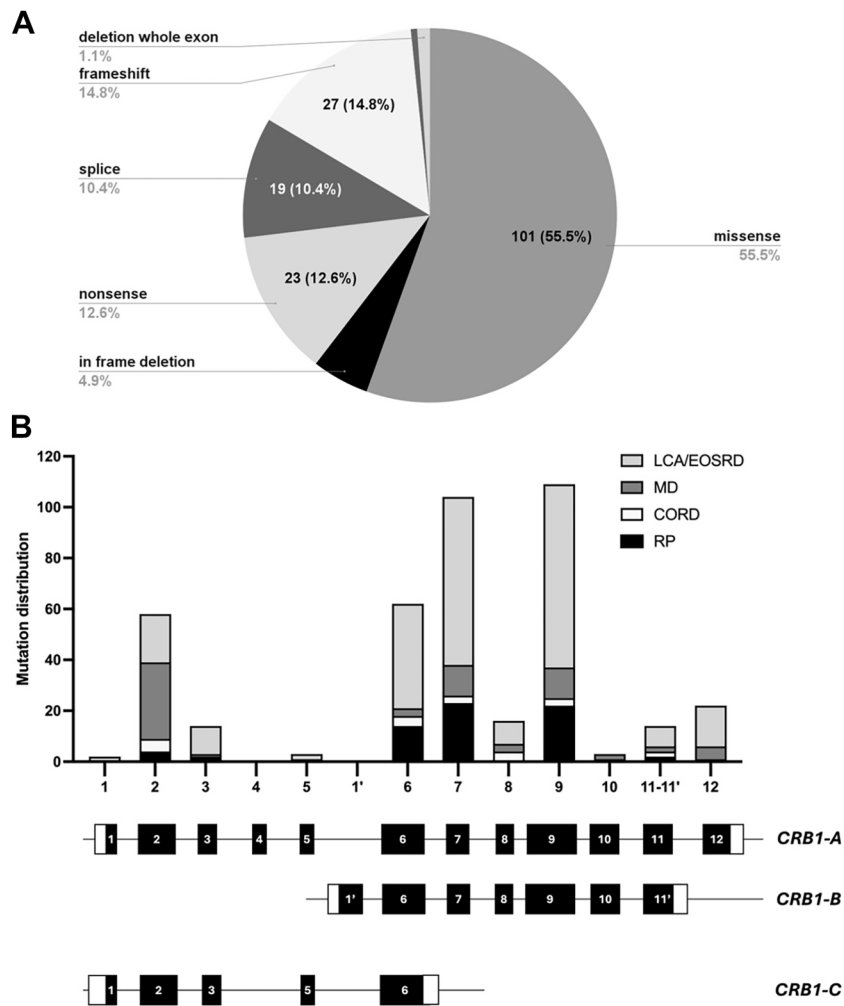 A
deletion whole exon
1.1%
frameshift
14.8%
27 (14.8%)
splice
10.4%
19 (10.4%)
101 (55.5%)
missense
55.5%
nonsense
12.6%
23 (12.6%)
in frame deletion
4.9%
B
Mutation distribution
120
100
80
60
40
20
0
LCA/EOSRD
MD
CORD
RP
1 2 3 4 5 1' 6 7 8 9 10 11-11' 12
1 2 3 4 5 6 7 8 9 10 11 12 CRB1-A
1' 6 7 8 9 10 11' CRB1-B
1 2 3 5 6 CRB1-C